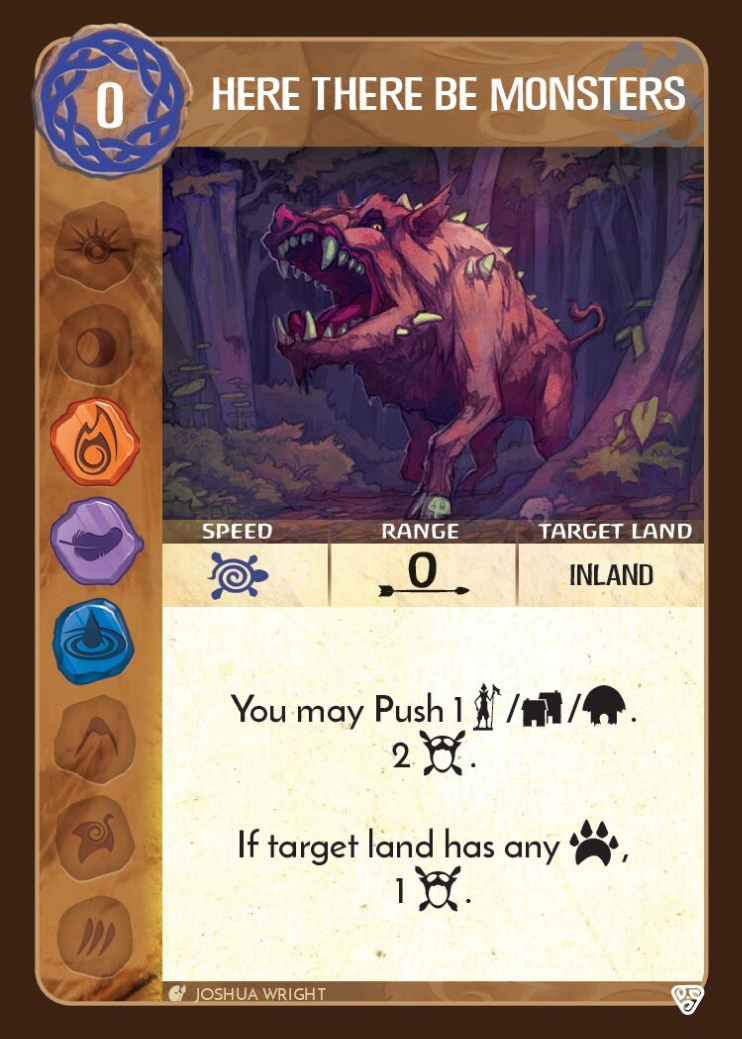 0
HERE THERE BE MONSTERS
SPEED RANGE TARGET LAND
0 INLAND
You may Push 1 / / .
2 .
If target land has any ,
1 .
JOSHUA WRIGHT